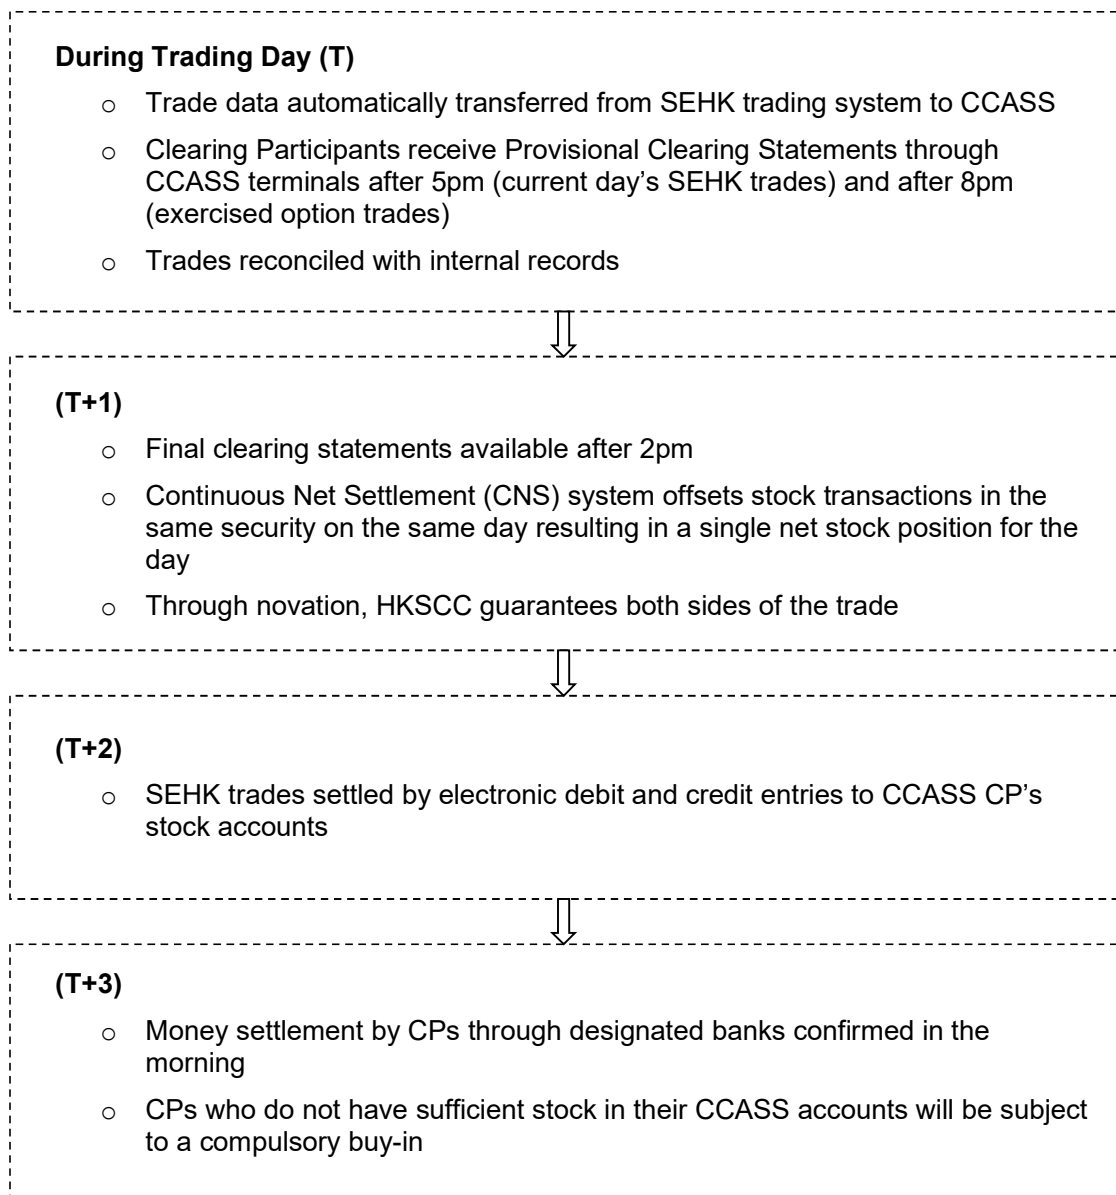 During Trading Day (T)
o Trade data automatically transferred from SEHK trading system to CCASS
o Clearing Participants receive Provisional Clearing Statements through
CCASS terminals after 5pm (current day’s SEHK trades) and after 8pm
(exercised option trades)
o Trades reconciled with internal records
(T+1)
o Final clearing statements available after 2pm
o Continuous Net Settlement (CNS) system offsets stock transactions in the
same security on the same day resulting in a single net stock position for the
day
o Through novation, HKSCC guarantees both sides of the trade
(T+2)
o SEHK trades settled by electronic debit and credit entries to CCASS CP’s
stock accounts
(T+3)
o Money settlement by CPs through designated banks confirmed in the
morning
o CPs who do not have sufficient stock in their CCASS accounts will be subject
to a compulsory buy-in